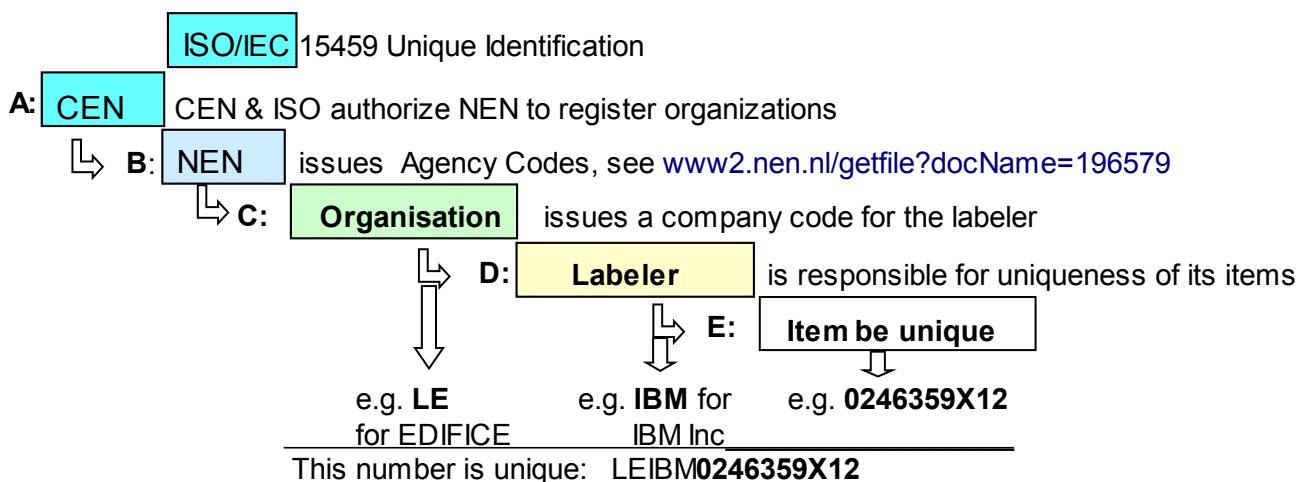 ISO/IEC 15459 Unique Identification
A: CEN CEN & ISO authorize NEN to register organizations
B: NEN issues Agency Codes, see www2.nen.nl/getfile?docName=196579
C: Organisation issues a company code for the labeler
D: Labeler is responsible for uniqueness of its items
E: Item be unique
e.g. LE e.g. IBM for e.g. 0246359X12
for EDIFICE IBM Inc
This number is unique: LEIBM0246359X12